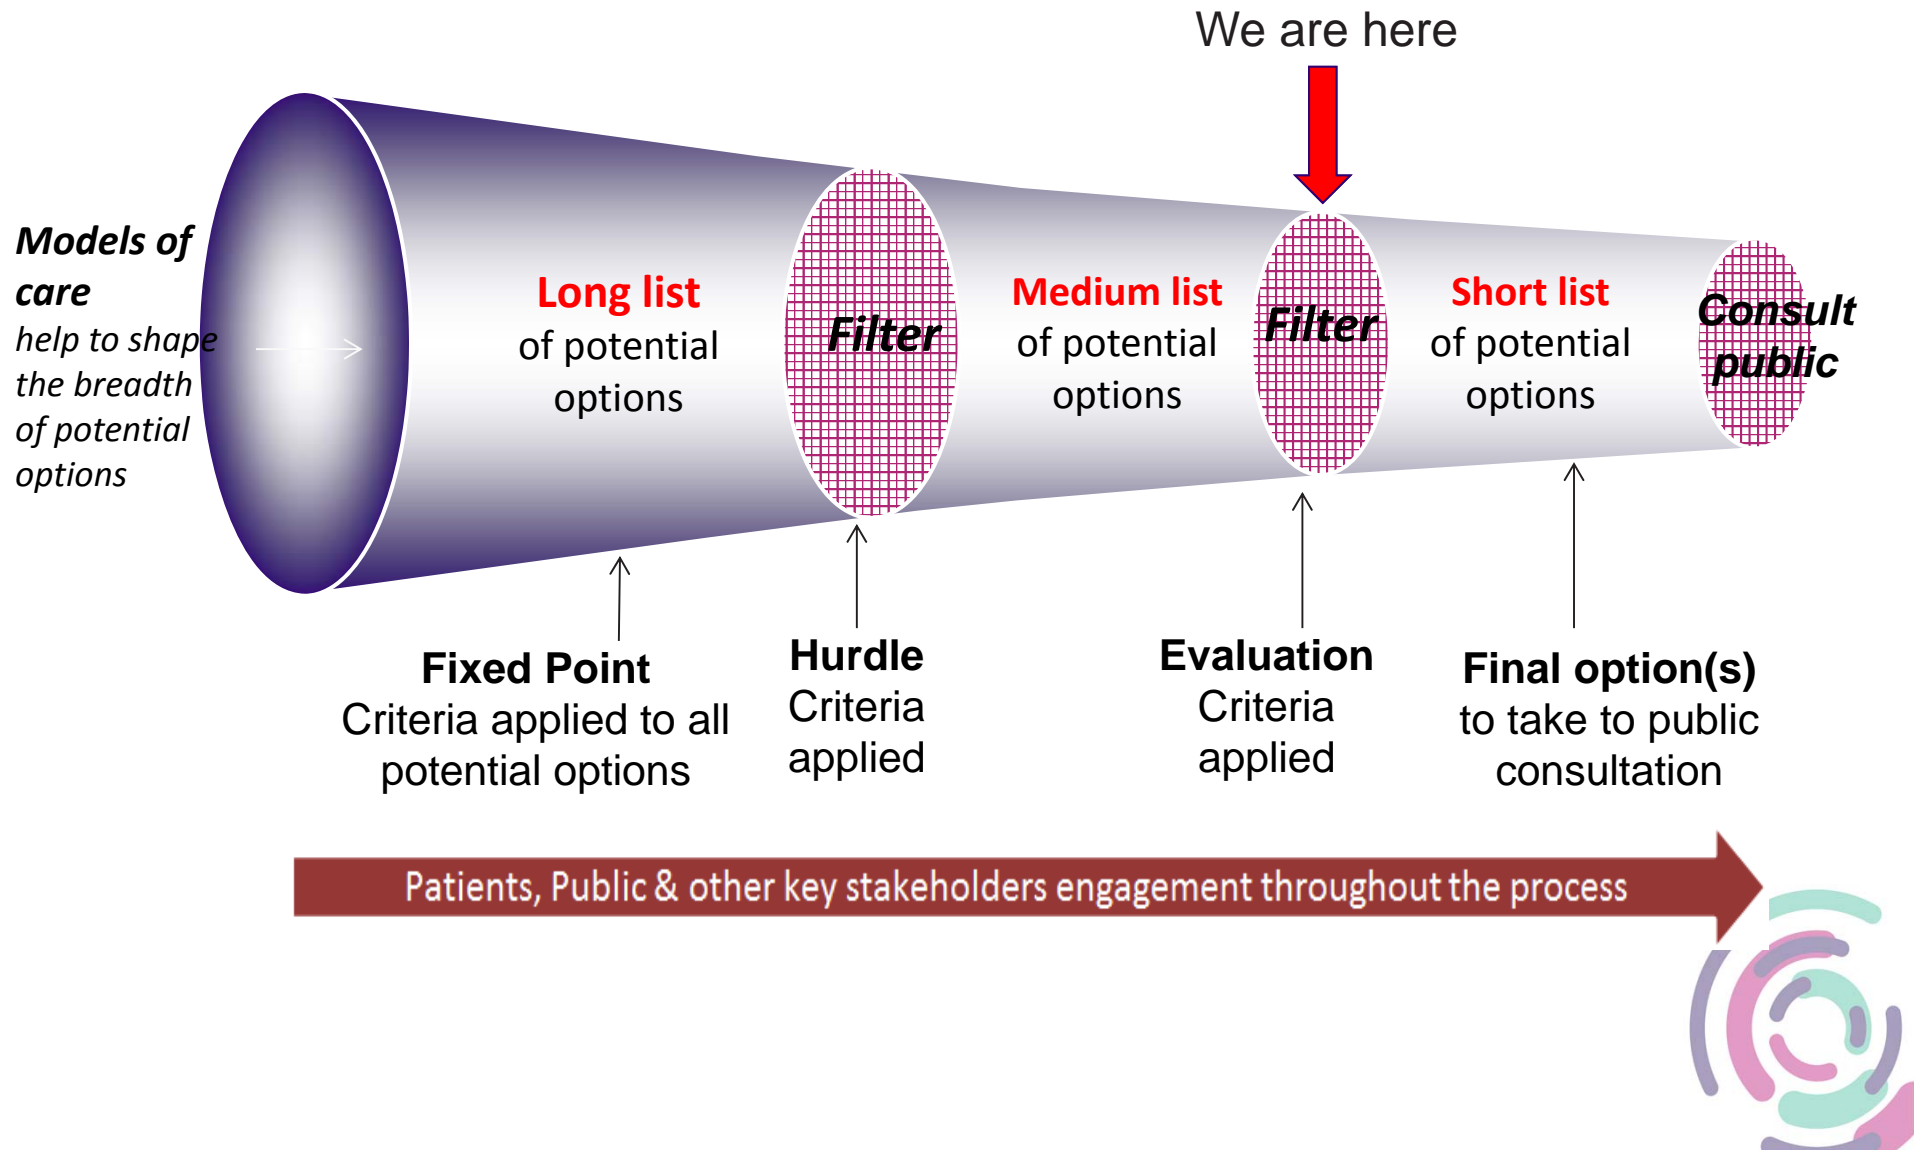 We are here
Models of
care
help to shape
the breadth
of potential
options
Long list
of potential
options
Filter
Medium list
of potential
options
Filter
Short list
of potential
options
Consult
public
Fixed Point
Criteria applied to all
potential options
Hurdle
Criteria
applied
Evaluation
Criteria
applied
Final option(s)
to take to public
consultation
Patients, Public & other key stakeholders engagement throughout the process